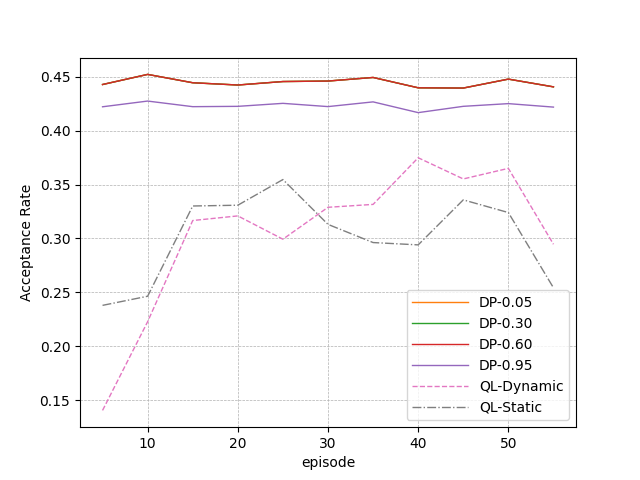 0.45
0.40
0.35
0.30
0.25
0.20
0.15
Acceptance Rate
DP-0.05
DP-0.30
DP-0.60
DP-0.95
QL-Dynamic
QL-Static
10 20 30 40 50
episode